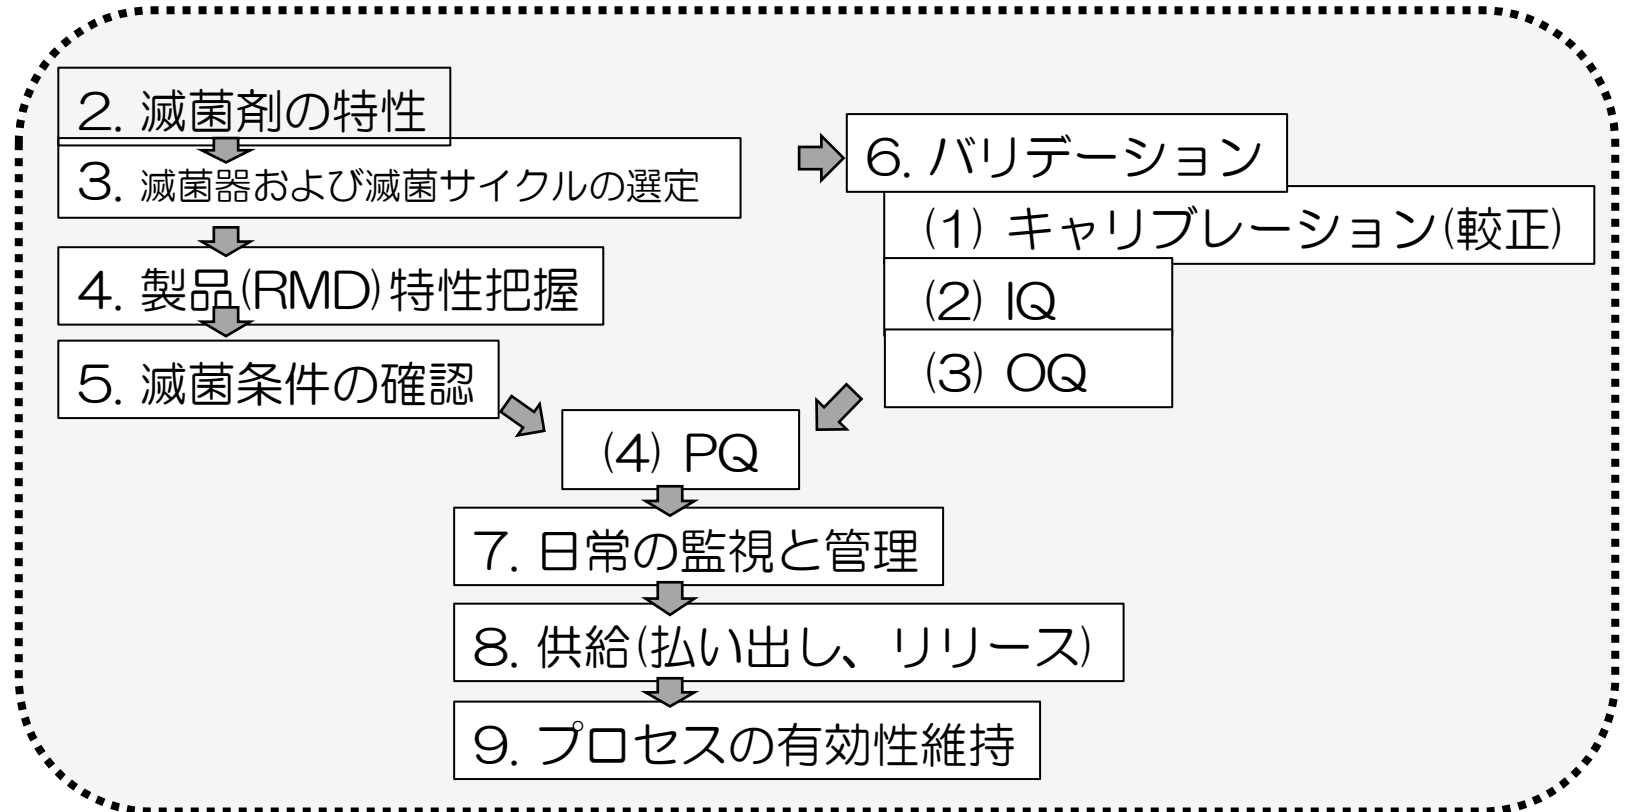 2. 滅菌剤の特性
3. 滅菌器および滅菌サイクルの選定
4. 製品(RMD)特性把握
5. 滅菌条件の確認
6. バリデーション
(1) キャリブレーション(較正)
(2) IQ
(3) OQ
(4) PQ
7. 日常の監視と管理
8. 供給(払い出し、リリース)
9. プロセスの有効性維持